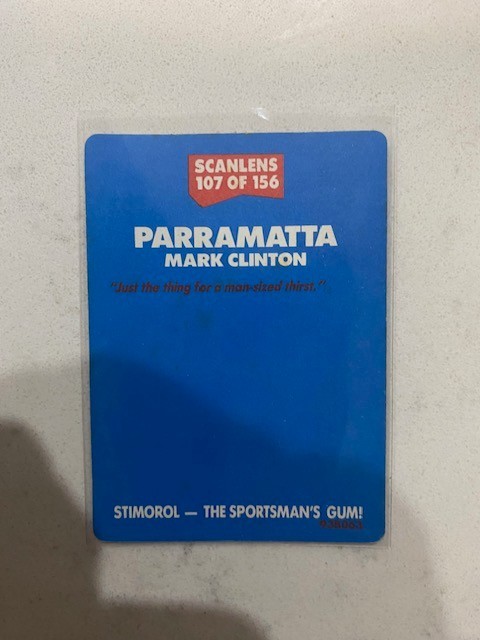 SCANLENS
107 OF 156
PARRAMATTA
MARK CLINTON
"Just the thing for a man-sized thirst."
STIMOROL — THE SPORTSMAN'S GUM!